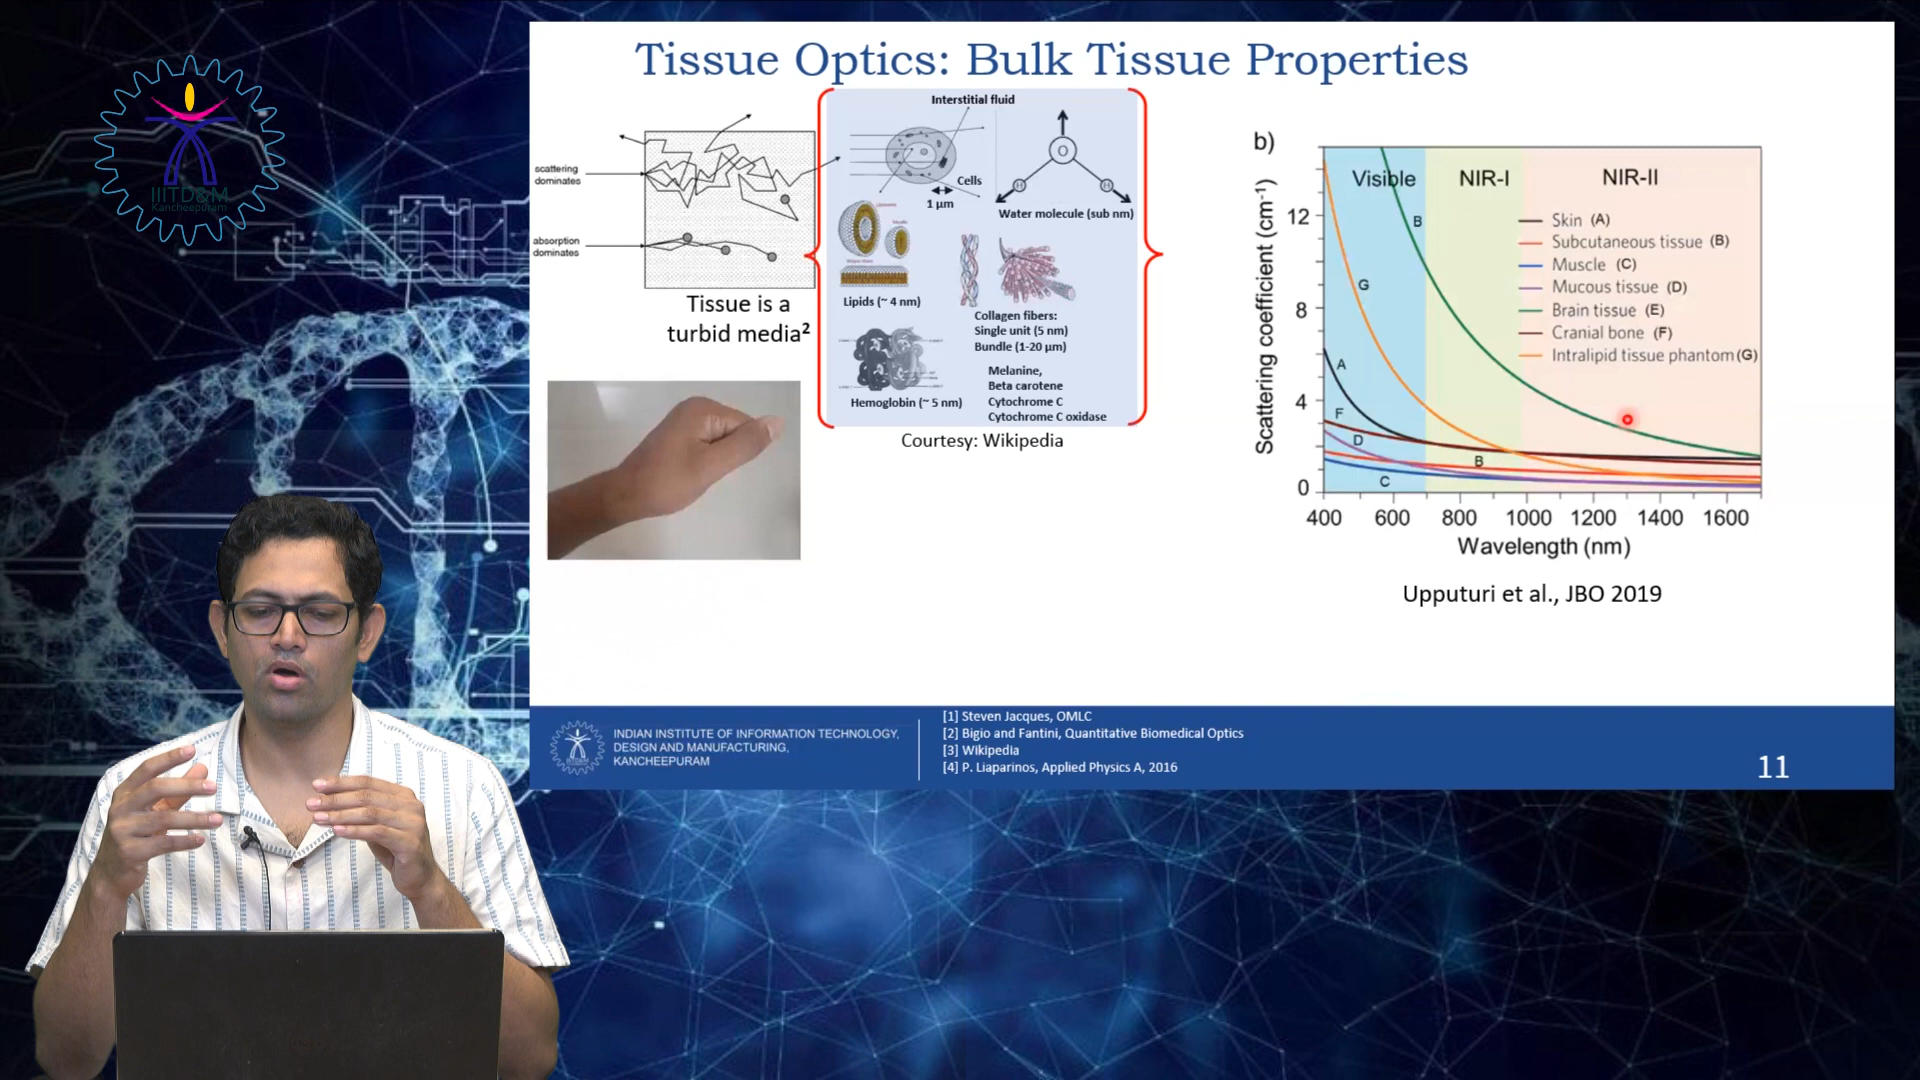 IIITD&M
Kancheepuram
Tissue Optics: Bulk Tissue Properties
scattering
dominates
absorption
dominates
Tissue is a
turbid media²
Interstitial fluid
Cells
1 µm
O
H
H
Water molecule (sub nm)
Lipids (~ 4 nm)
Collagen fibers:
Single unit (5 nm)
Bundle (1-20 µm)
Hemoglobin (~ 5 nm)
Melanine,
Beta carotene
Cytochrome C
Cytochrome C oxidase
Courtesy: Wikipedia
b)
Visible
NIR-I
NIR-II
Scattering coefficient (cm⁻¹)
12
8
4
0
B
G
A
F
D
B
C
Skin (A)
Subcutaneous tissue (B)
Muscle (C)
Mucous tissue (D)
Brain tissue (E)
Cranial bone (F)
Intralipid tissue phantom (G)
400 600 800 1000 1200 1400 1600
Wavelength (nm)
Upputuri et al., JBO 2019
INDIAN INSTITUTE OF INFORMATION TECHNOLOGY,
DESIGN AND MANUFACTURING,
KANCHEEPURAM
[1] Steven Jacques, OMLC
[2] Bigio and Fantini, Quantitative Biomedical Optics
[3] Wikipedia
[4] P. Liaparinos, Applied Physics A, 2016
11